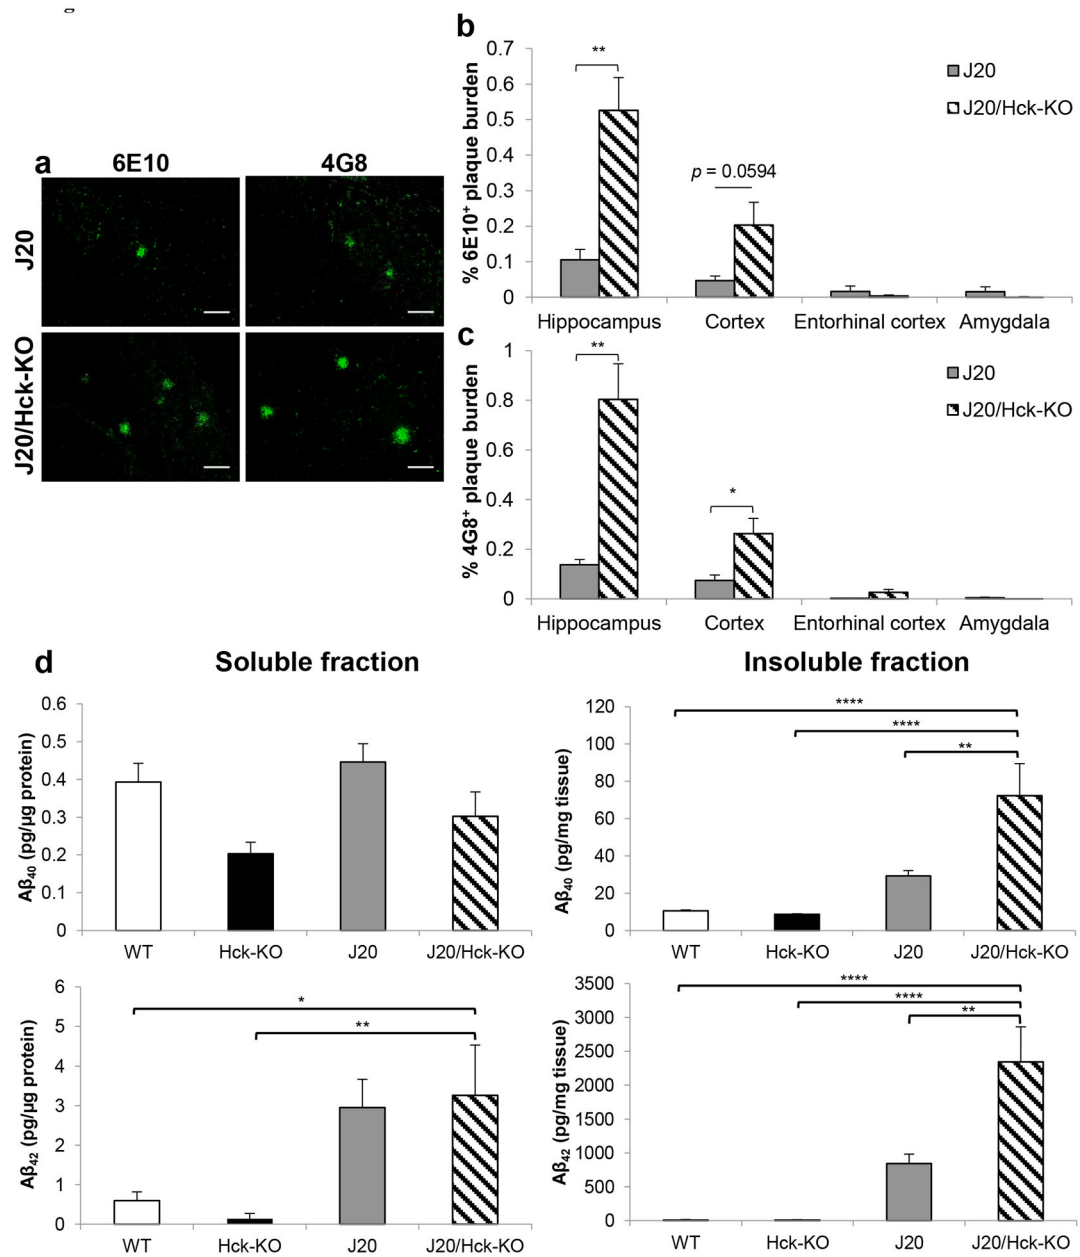 a
6E10 4G8
J20
J20/Hck-KO
b
% 6E10⁺ plaque burden
0.7
0.6
0.5
0.4
0.3
0.2
0.1
0
**
p = 0.0594
J20
J20/Hck-KO
Hippocampus Cortex Entorhinal cortex Amygdala
c
% 4G8⁺ plaque burden
1
0.8
0.6
0.4
0.2
0
**
*
J20
J20/Hck-KO
Hippocampus Cortex Entorhinal cortex Amygdala
d
Soluble fraction
Insoluble fraction
Aβ₄₀ (pg/µg protein)
0.6
0.5
0.4
0.3
0.2
0.1
0
WT Hck-KO J20 J20/Hck-KO
Aβ₄₀ (pg/mg tissue)
120
100
80
60
40
20
0
****
****
**
WT Hck-KO J20 J20/Hck-KO
Aβ₄₂ (pg/µg protein)
6
5
4
3
2
1
0
*
**
WT Hck-KO J20 J20/Hck-KO
Aβ₄₂ (pg/mg tissue)
3500
3000
2500
2000
1500
1000
500
0
****
****
**
WT Hck-KO J20 J20/Hck-KO